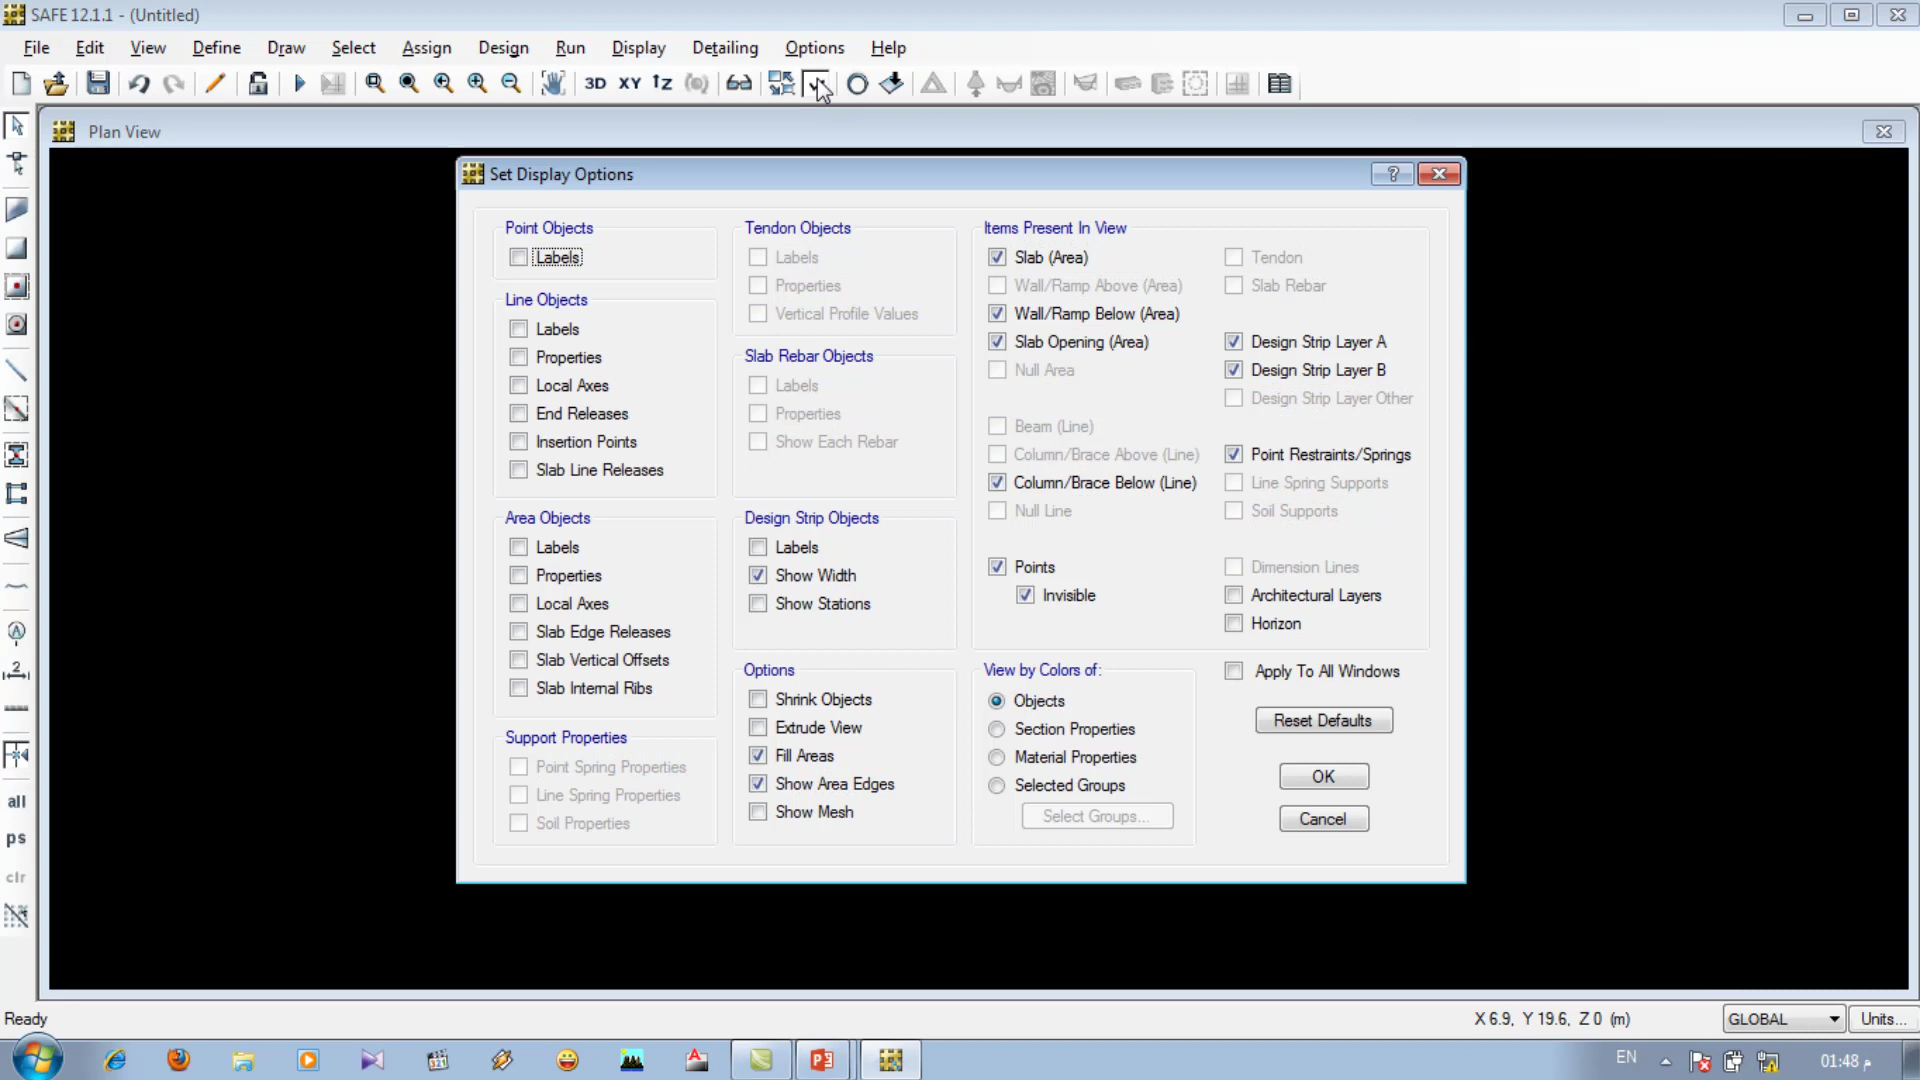 SAFE 12.1.1 - (Untitled)
File Edit View Define Draw Select Assign Design Run Display Detailing Options Help
3D XY
Plan View
Set Display Options
Point Objects
Labels
Line Objects
Labels
Properties
Local Axes
End Releases
Insertion Points
Slab Line Releases
Area Objects
Labels
Properties
Local Axes
Slab Edge Releases
Slab Vertical Offsets
Slab Internal Ribs
Support Properties
Point Spring Properties
Line Spring Properties
Soil Properties
Tendon Objects
Labels
Properties
Vertical Profile Values
Slab Rebar Objects
Labels
Properties
Show Each Rebar
Design Strip Objects
Labels
Show Width
Show Stations
Options
Shrink Objects
Extrude View
Fill Areas
Show Area Edges
Show Mesh
Items Present In View
Slab (Area)
Wall/Ramp Above (Area)
Wall/Ramp Below (Area)
Slab Opening (Area)
Null Area
Beam (Line)
Column/Brace Above (Line)
Column/Brace Below (Line)
Null Line
Points
Invisible
Tendon
Slab Rebar
Design Strip Layer A
Design Strip Layer B
Design Strip Layer Other
Point Restraints/Springs
Line Spring Supports
Soil Supports
Dimension Lines
Architectural Layers
Horizon
View by Colors of:
Objects
Section Properties
Material Properties
Selected Groups
Select Groups...
Apply To All Windows
Reset Defaults
OK
Cancel
all
ps
clr
Ready
X 6.9, Y 19.6, Z 0 (m)
GLOBAL
Units...
EN
01:48 م